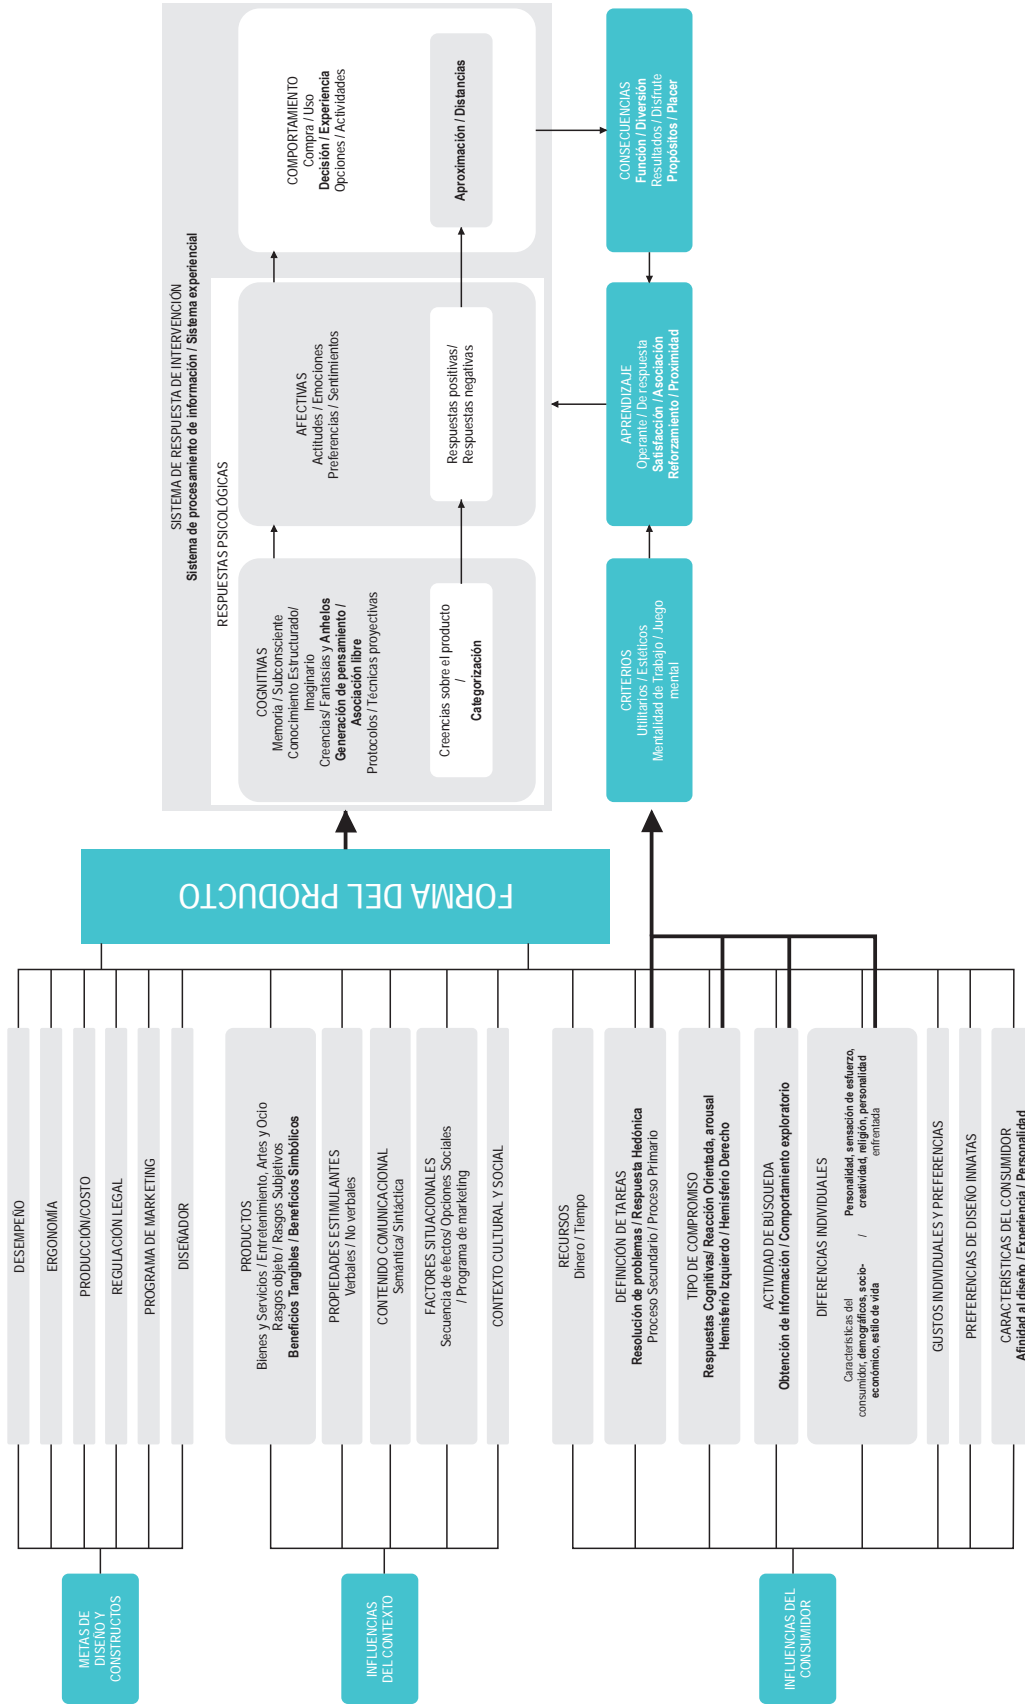 METAS DE
DISEÑO Y
CONSTRUCTOS
DESEMPEÑO
ERGONOMÍA
PRODUCCIÓN/COSTO
REGULACIÓN LEGAL
PROGRAMA DE MARKETING
DISEÑADOR
INFLUENCIAS
DEL CONTEXTO
PRODUCTOS
Bienes y Servicios / Entretenimiento, Artes y Ocio
Rasgos objeto / Rasgos Subjetivos
Beneficios Tangibles / Beneficios Simbólicos
PROPIEDADES ESTIMULANTES
Verbales / No verbales
CONTENIDO COMUNICACIONAL
Semántica/ Sintáctica
FACTORES SITUACIONALES
Secuencia de efectos/ Opciones Sociales
/ Programa de marketing
CONTEXTO CULTURAL Y SOCIAL
INFLUENCIAS DEL
CONSUMIDOR
RECURSOS
Dinero / Tiempo
DEFINICIÓN DE TAREAS
Resolución de problemas / Respuesta Hedónica
Proceso Secundario / Proceso Primario
TIPO DE COMPROMISO
Respuestas Cognitivas/ Reacción Orientada, arousal
Hemisferio Izquierdo / Hemisferio Derecho
ACTIVIDAD DE BÚSQUEDA
Obtención de Información / Comportamiento exploratorio
DIFERENCIAS INDIVIDUALES
Características del
consumidor, demográficos, socio-
económico, estilo de vida
/
Personalidad, sensación de esfuerzo,
creatividad, religión, personalidad
enfrentada
GUSTOS INDIVIDUALES Y PREFERENCIAS
PREFERENCIAS DE DISEÑO INNATAS
CARACTERÍSTICAS DEL CONSUMIDOR
Afinidad al diseño / Experiencia / Personalidad
FORMA DEL PRODUCTO
SISTEMA DE RESPUESTA DE INTERVENCIÓN
Sistema de procesamiento de información / Sistema experiencial
RESPUESTAS PSICOLÓGICAS
COGNITIVAS
Memoria / Subconsciente
Conocimiento Estructurado/
Imaginario
Creencias/ Fantasías y Anhelos
Generación de pensamiento /
Asociación libre
Protocolos / Técnicas proyectivas
Creencias sobre el producto
/
Categorización
AFECTIVAS
Actitudes / Emociones
Preferencias / Sentimientos
Respuestas positivas/
Respuestas negativas
COMPORTAMIENTO
Compra / Uso
Decisión / Experiencia
Opciones / Actividades
Aproximación / Distancias
CRITERIOS
Utilitarios / Estéticos
Mentalidad de Trabajo / Juego
mental
APRENDIZAJE
Operante / De respuesta
Satisfacción / Asociación
Reforzamiento / Proximidad
CONSECUENCIAS
Función / Diversión
Resultados / Disfrute
Propósitos / Placer